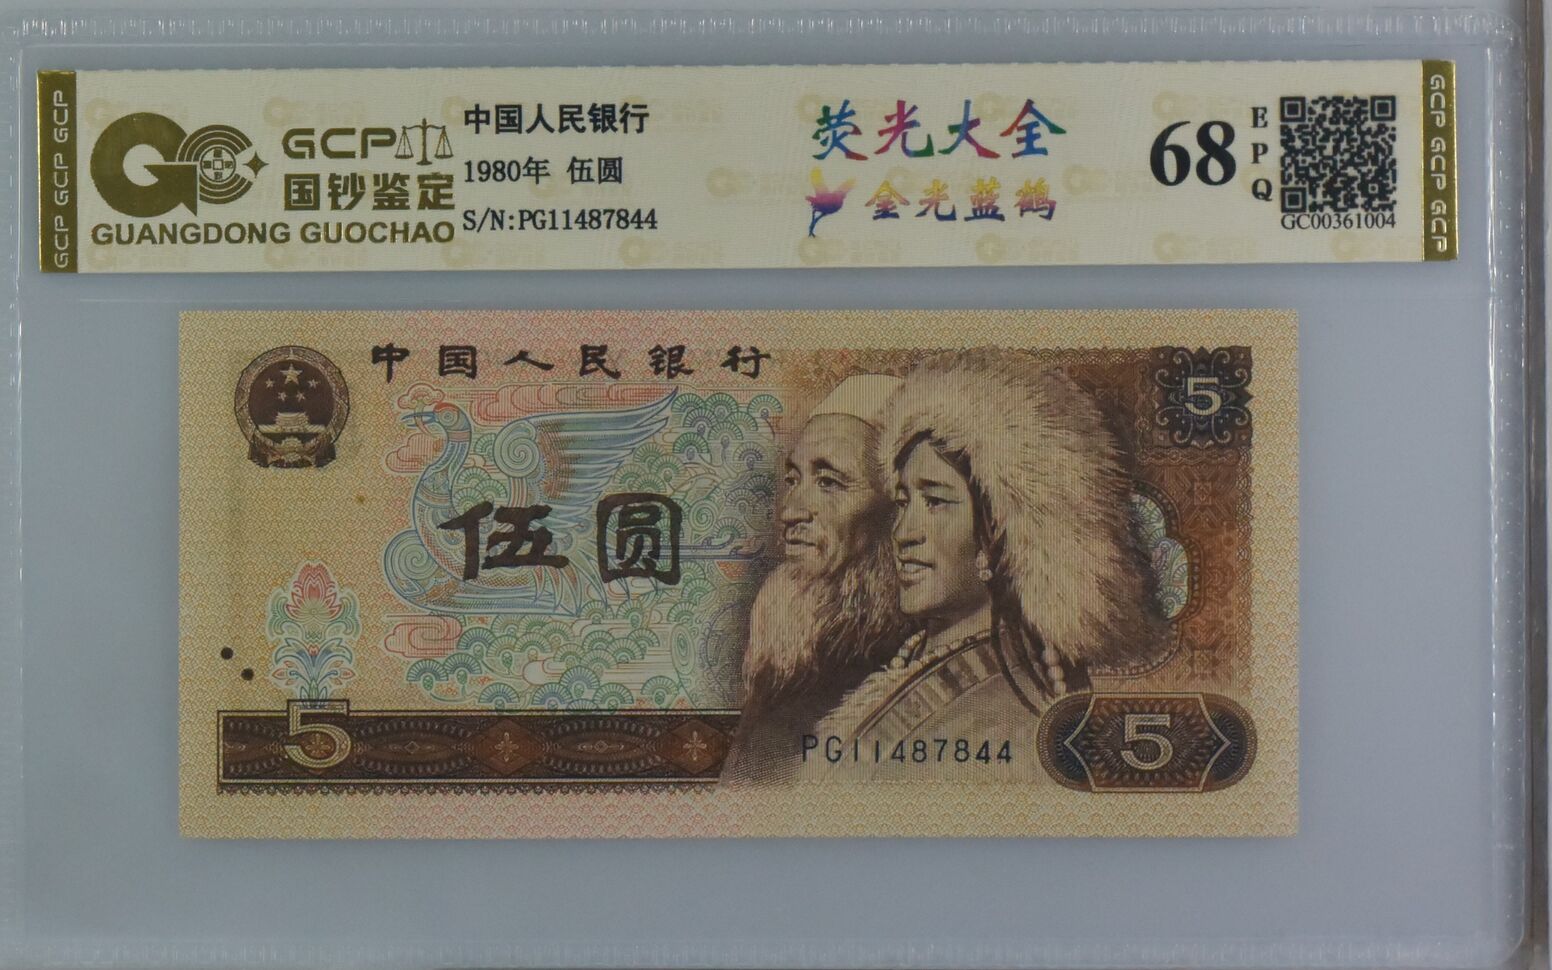 GCP GCP GCP
GCP
国钞鉴定
GUANGDONG GUOCHAO
中国人民银行
1980年 伍圆
S/N:PG11487844
荧光大全
金光蓝鹤
68
EPQ
GC00361004
GCP GCP GCP
中国人民银行
5
伍圆
5
PG11487844
5